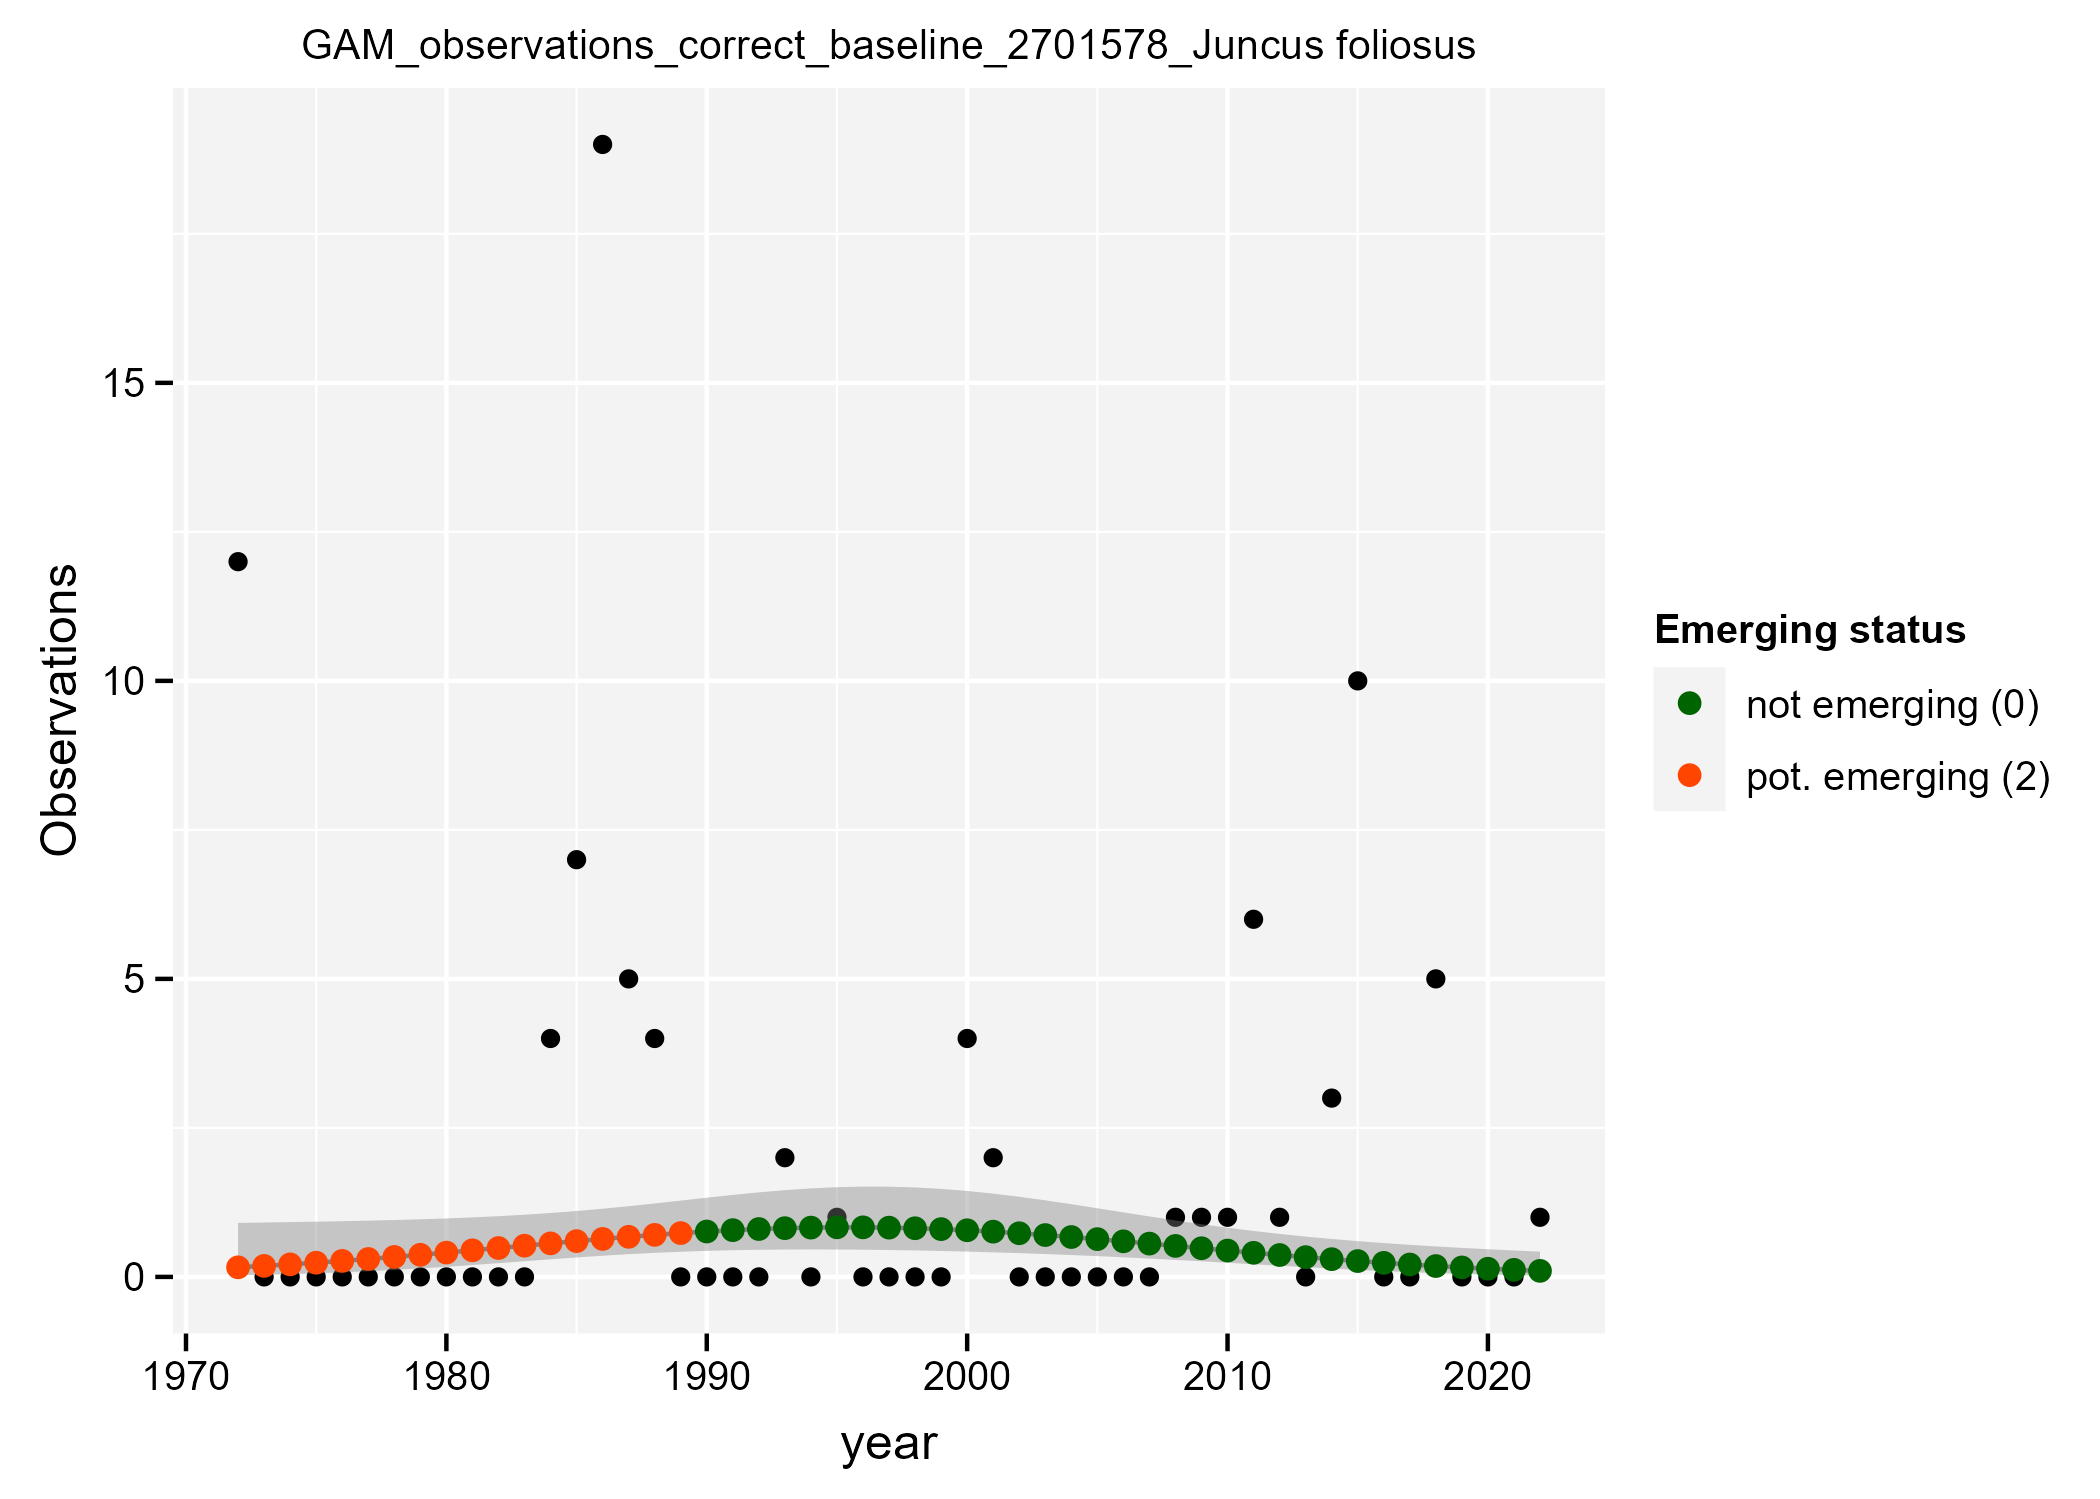 GAM_observations_correct_baseline_2701578_Juncus foliosus
Observations
15
10
5
0
1970 1980 1990 2000 2010 2020
year
Emerging status
not emerging (0)
pot. emerging (2)